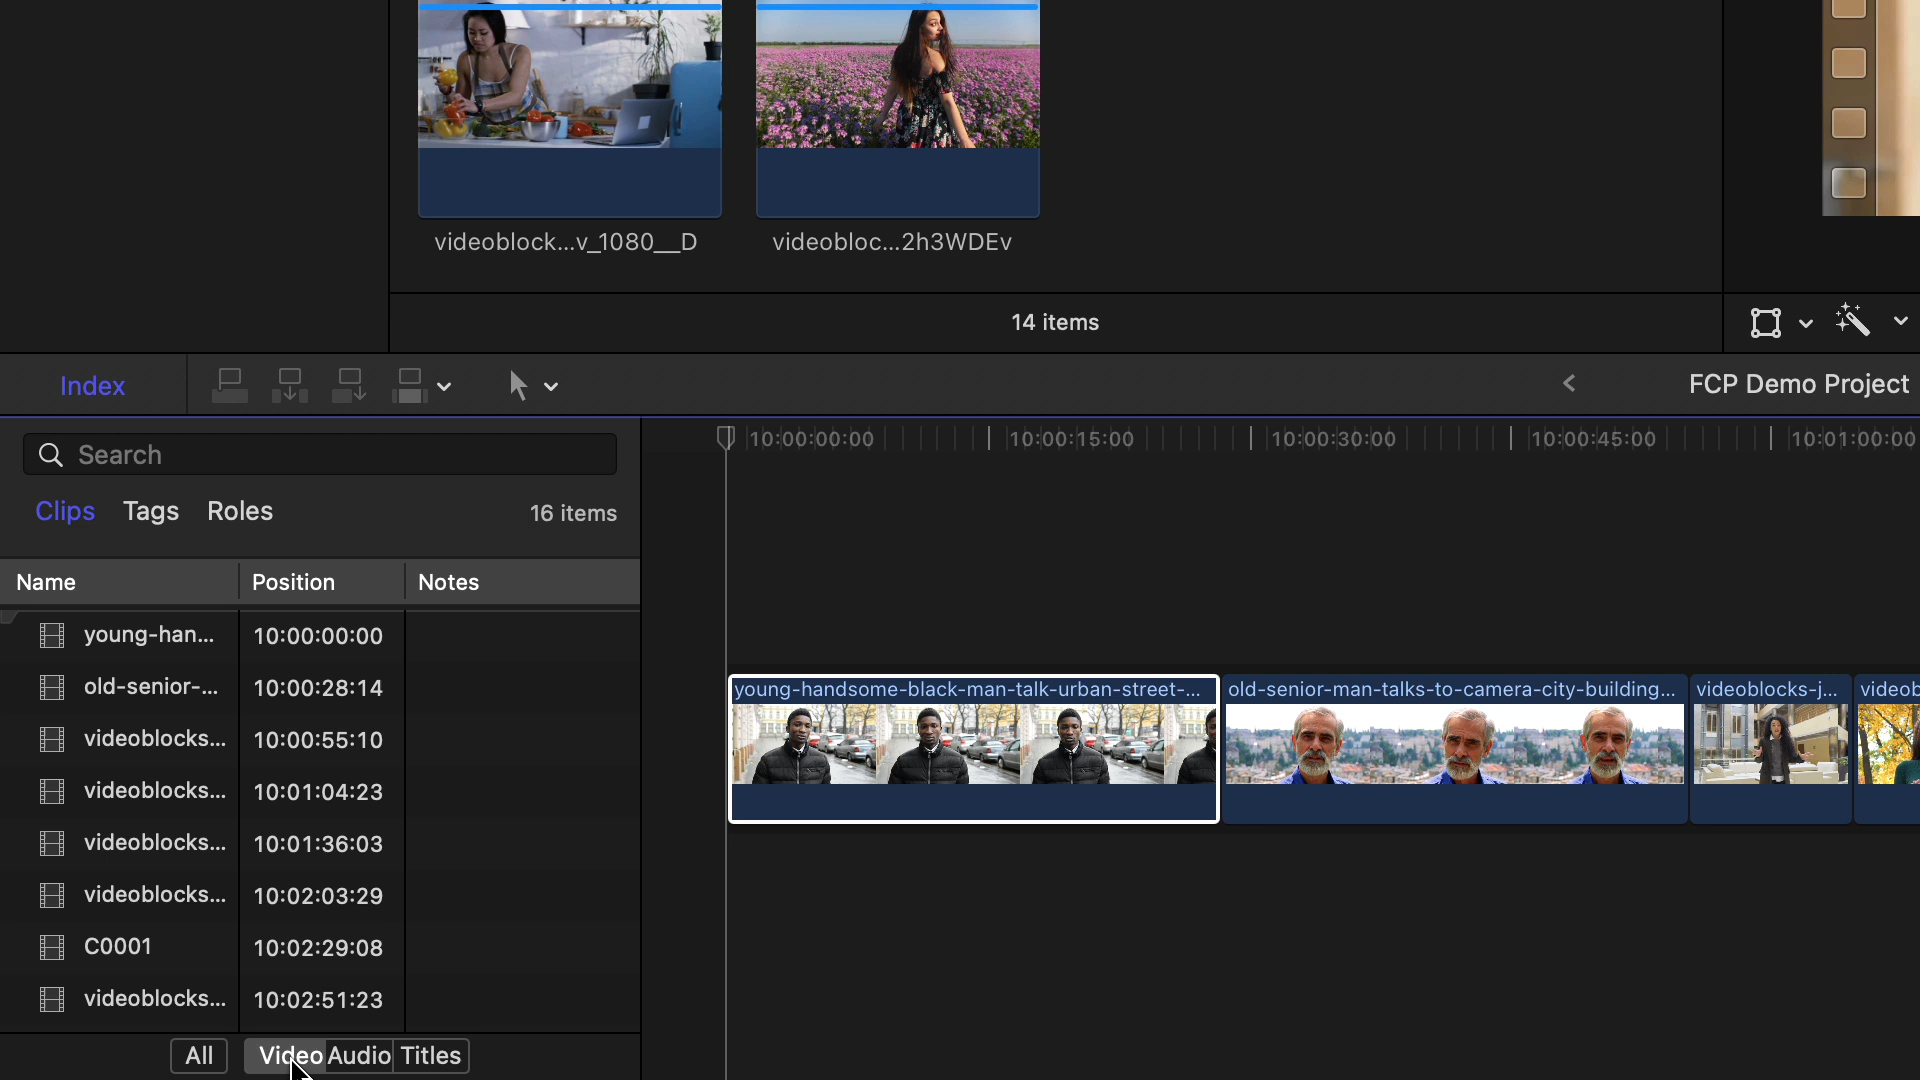 videoblock...v_1080__D
videobloc...2h3WDEv
14 items
Index
FCP Demo Project
Search
10:00:00:00
10:00:15:00
10:00:30:00
10:00:45:00
10:01:00:00
Clips
Tags
Roles
16 items
Name
Position
Notes
young-han... 10:00:00:00
old-senior-... 10:00:28:14
videoblocks... 10:00:55:10
videoblocks... 10:01:04:23
videoblocks... 10:01:36:03
videoblocks... 10:02:03:29
C0001 10:02:29:08
videoblocks... 10:02:51:23
young-handsome-black-man-talk-urban-street-...
old-senior-man-talks-to-camera-city-building...
videoblocks-j...
videob
All
Video
Audio
Titles